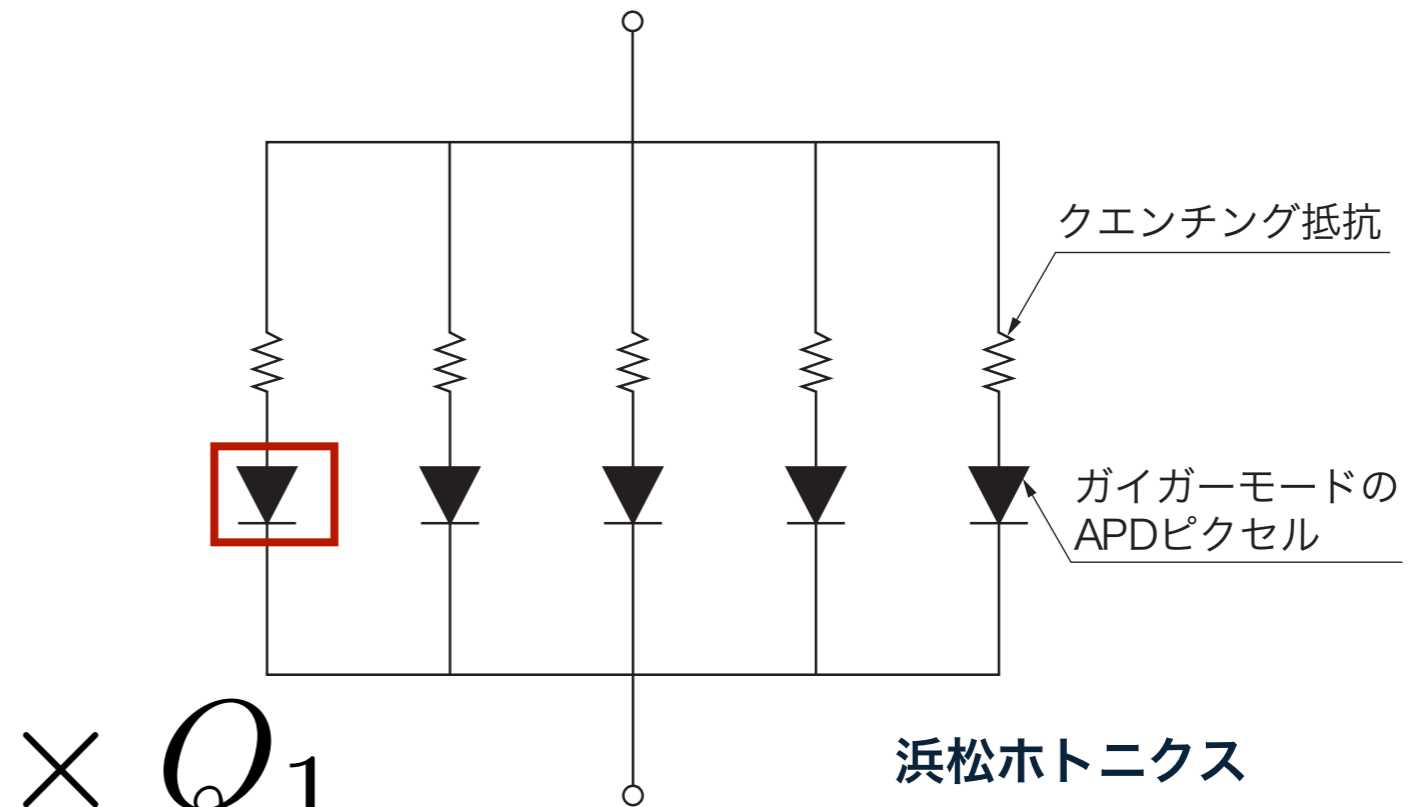 クエンチング抵抗
ガイガーモードの
APDピクセル
× Q1
浜松ホトニクス